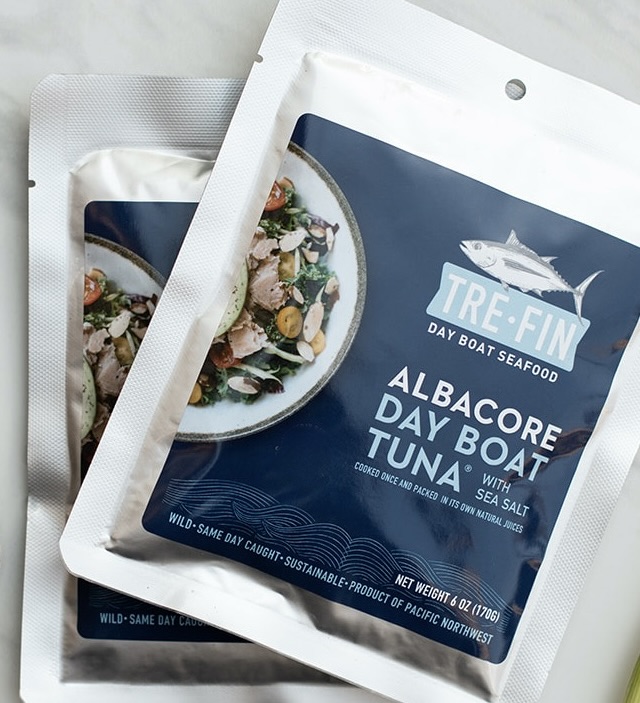 TRE·FIN
DAY BOAT SEAFOOD
ALBACORE
DAY BOAT
TUNA®
WITH
SEA SALT
COOKED ONCE AND PACKED IN ITS OWN NATURAL JUICES
NET WEIGHT 6 OZ (170G)
WILD·SAME DAY CAUGHT·SUSTAINABLE·PRODUCT OF PACIFIC NORTHWEST
WILD·SAME DAY